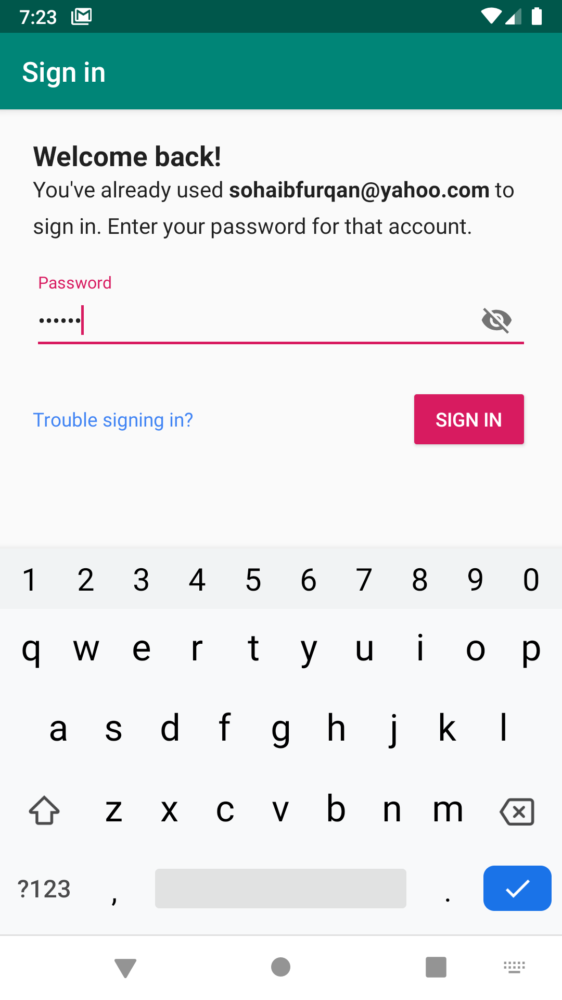 7:23
Sign in
Welcome back!
You've already used sohaibfurqan@yahoo.com to
sign in. Enter your password for that account.
Password
••••••
Trouble signing in?
SIGN IN
1 2 3 4 5 6 7 8 9 0
q w e r t y u i o p
a s d f g h j k l
z x c v b n m
?123 , .